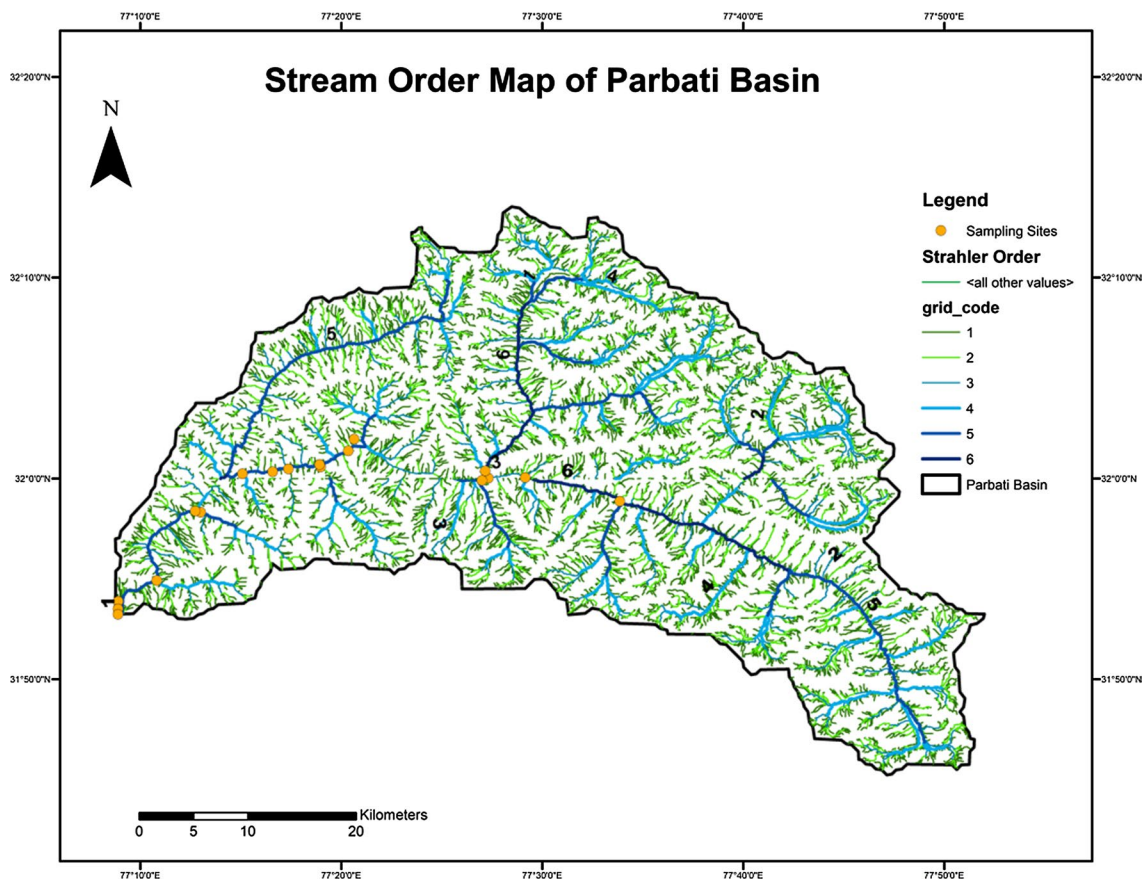 77°10'0"E 77°20'0"E 77°30'0"E 77°40'0"E 77°50'0"E
32°20'0"N 32°20'0"N
Stream Order Map of Parbati Basin
N
Legend
Sampling Sites
Strahler Order
<all other values>
grid_code
1
2
3
4
5
6
Parbati Basin
32°10'0"N 32°10'0"N
1 4
5
6
2
3 6
32°0'0"N 32°0'0"N
3
2
4
1 5
31°50'0"N 31°50'0"N
Kilometers
0 5 10 20
77°10'0"E 77°20'0"E 77°30'0"E 77°40'0"E 77°50'0"E